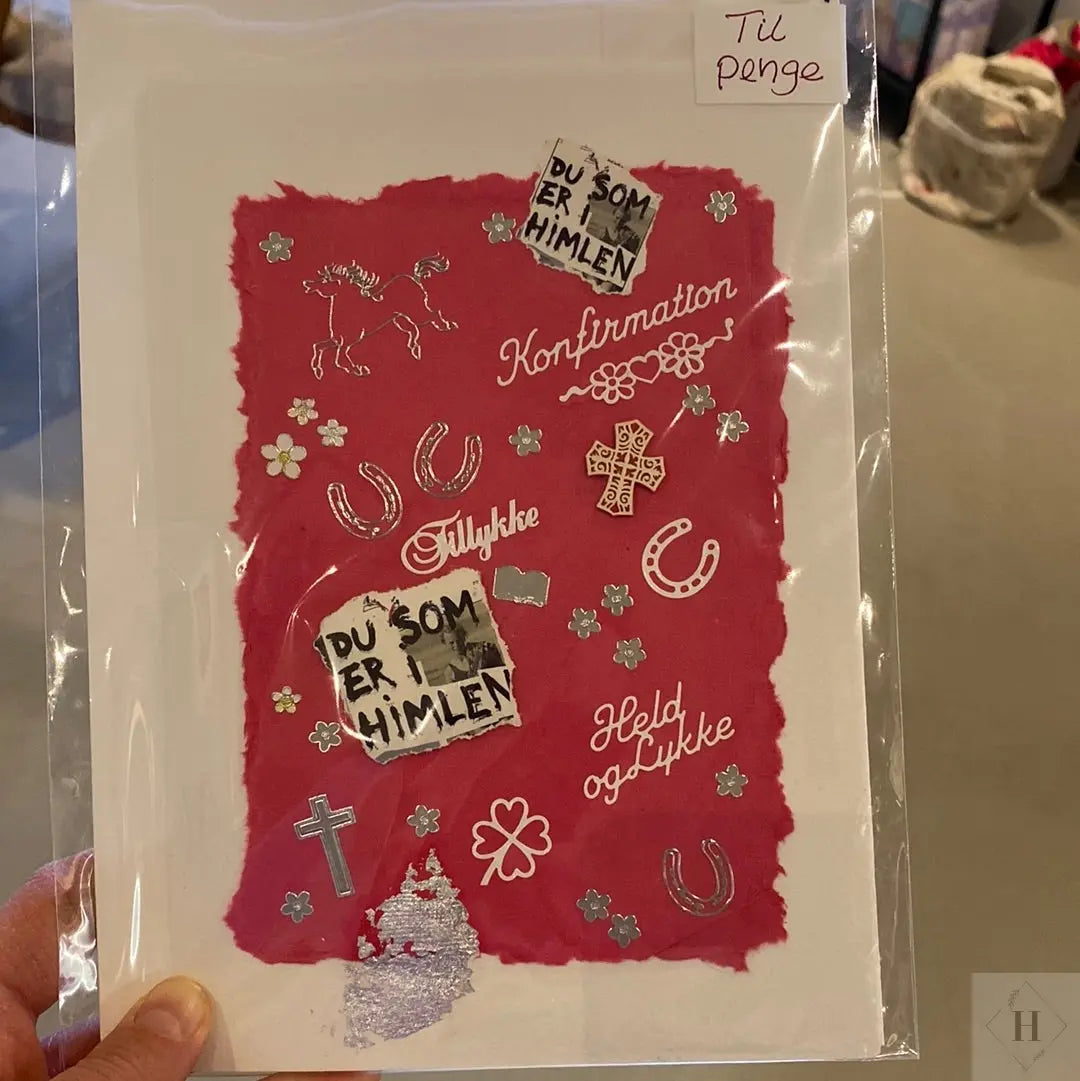 Til
penge
DU SOM
ER I
HIMLEN
Konfirmation
Tillykke
DU SOM
ER I
HIMLEN
Held
og Lykke
H